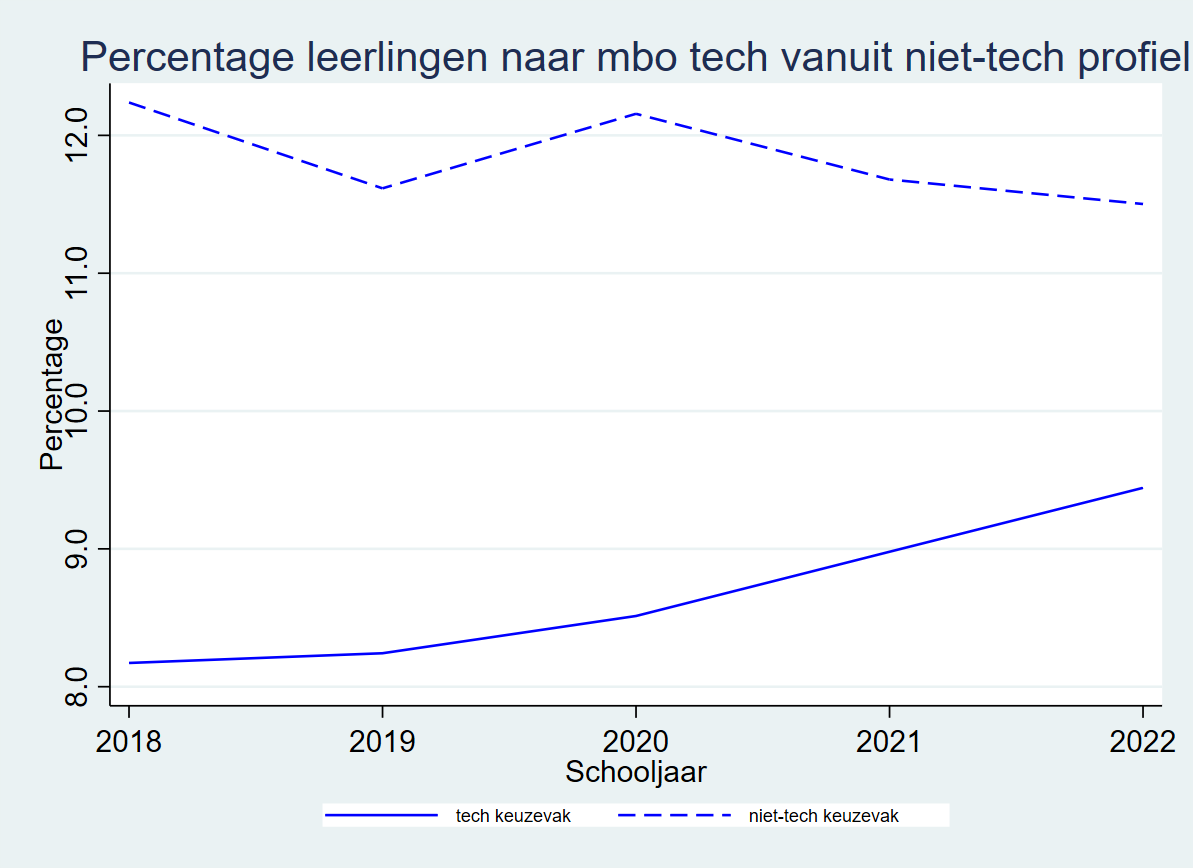 Percentage leerlingen naar mbo tech vanuit niet-tech profiel
Percentage
12.0
11.0
10.0
9.0
8.0
2018 2019 2020 2021 2022
Schooljaar
tech keuzevak niet-tech keuzevak